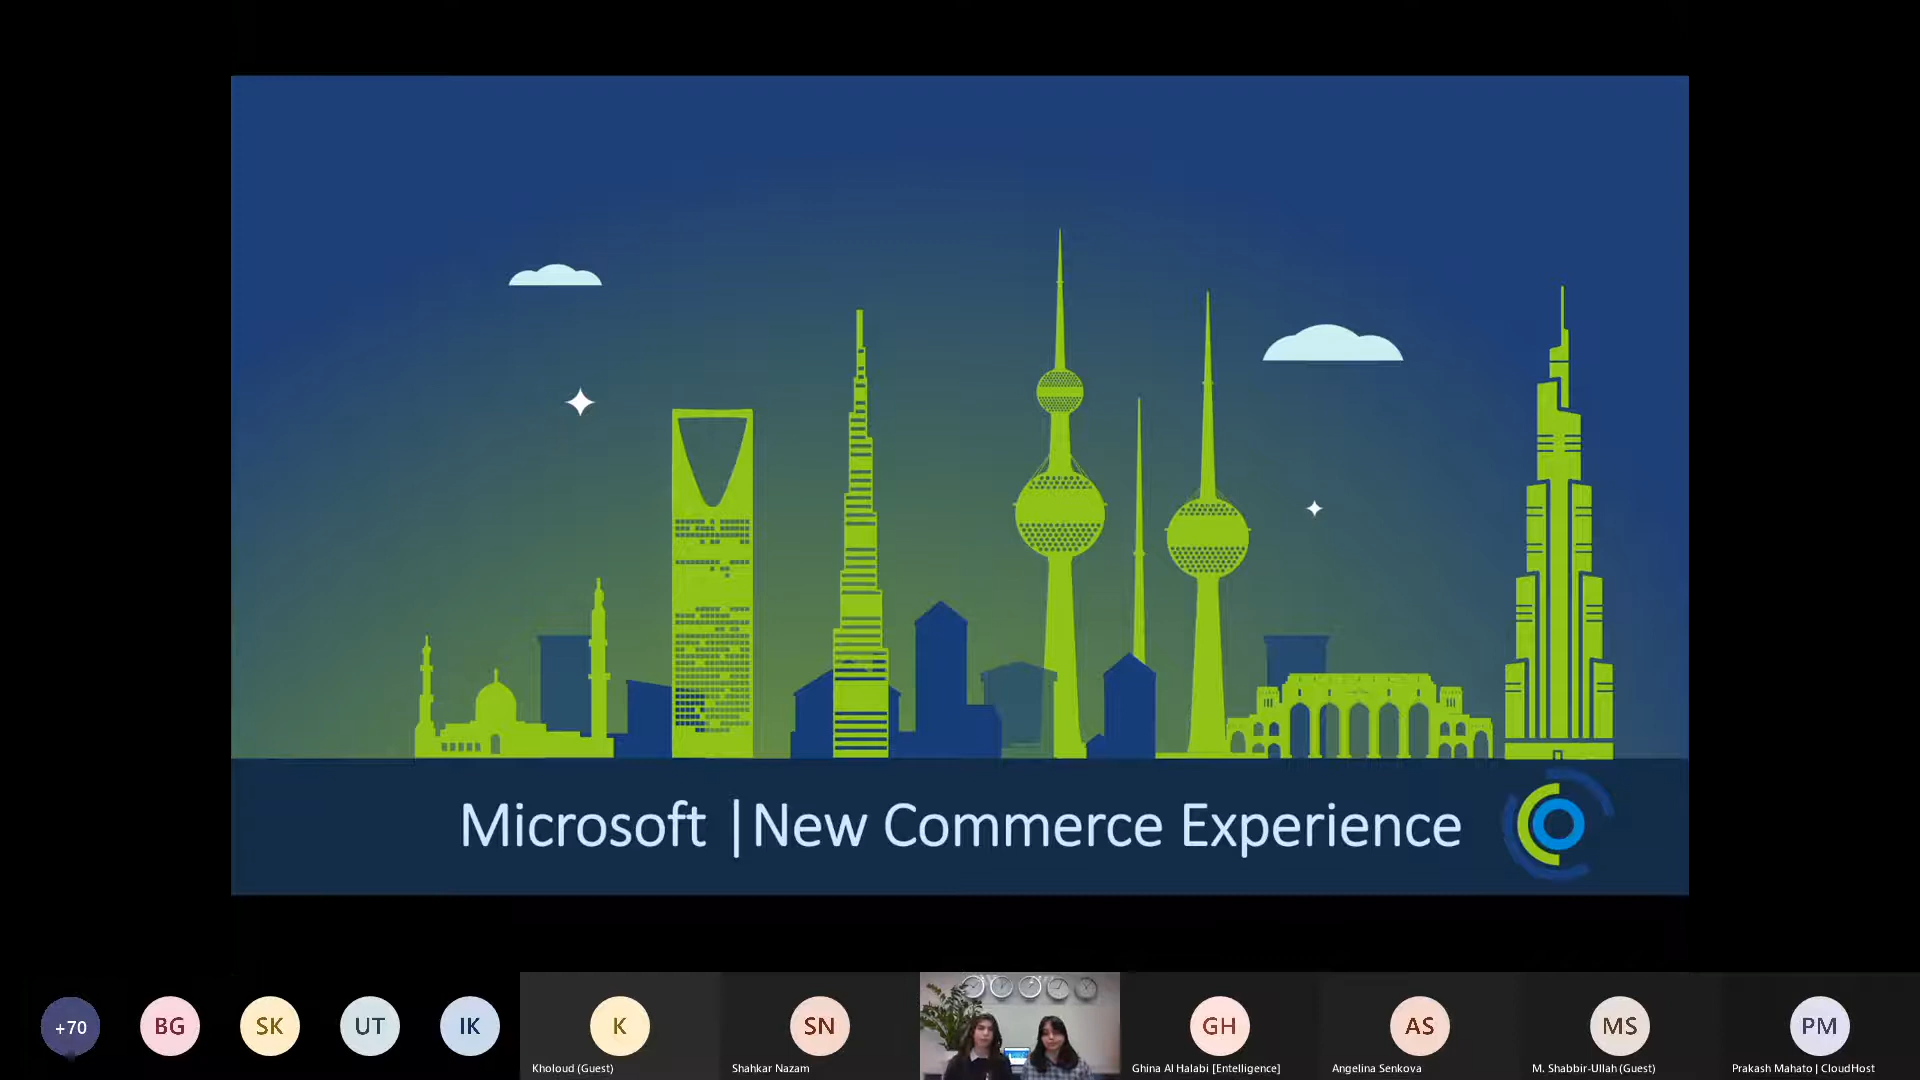 Microsoft |New Commerce Experience
+70
BG
SK
UT
IK
K
SN
GH
AS
MS
PM
Kholoud (Guest)
Shahkar Nazam
Ghina Al Halabi [Entelligence]
Angelina Senkova
M. Shabbir-Ullah (Guest)
Prakash Mahato | CloudHost